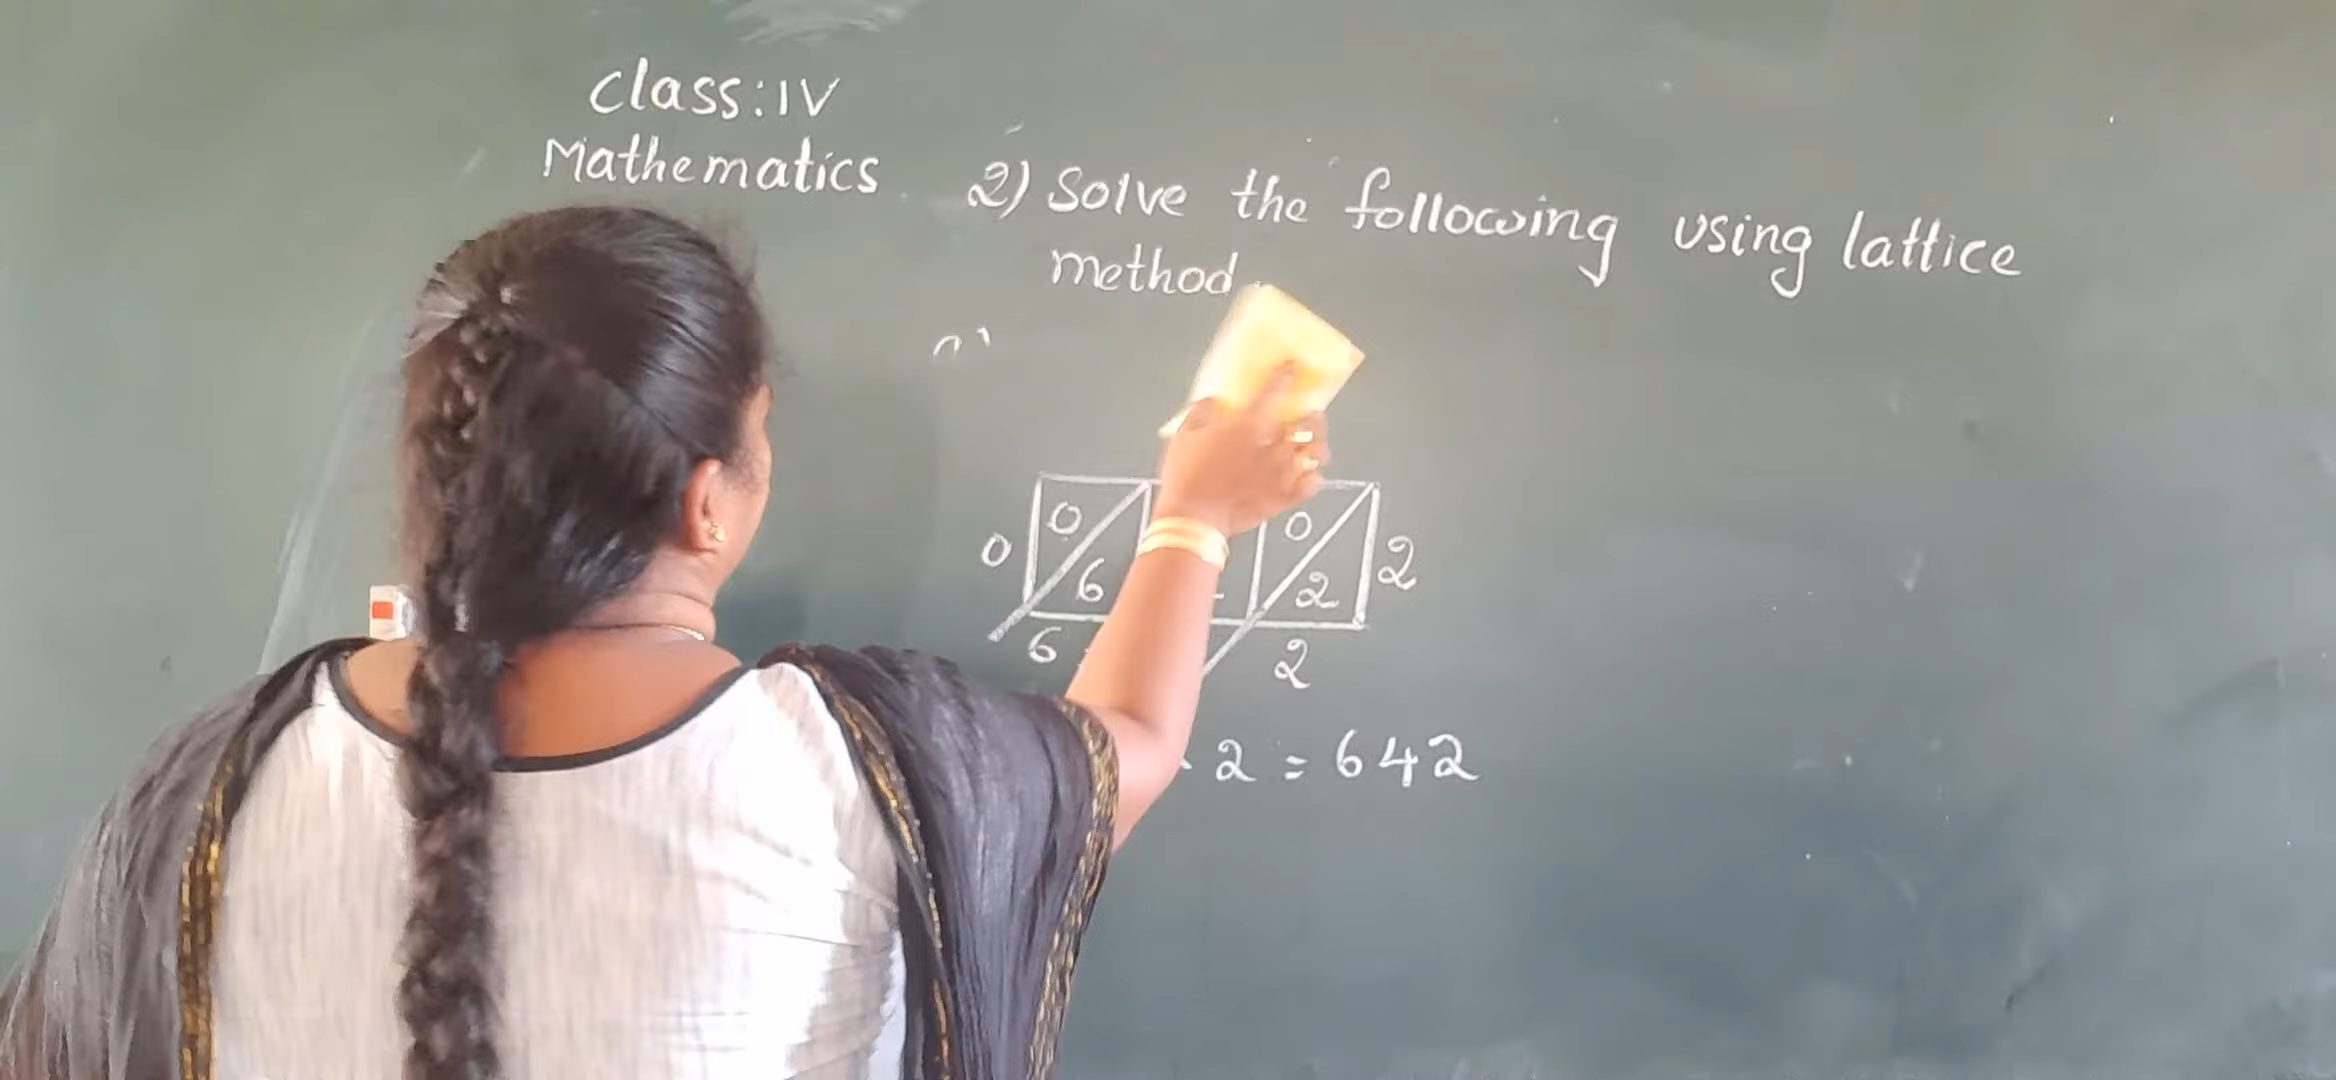 Class: IV
Mathematics
2) Solve the following using lattice
method
0 0
0 2
6 2
6 2
2 = 642